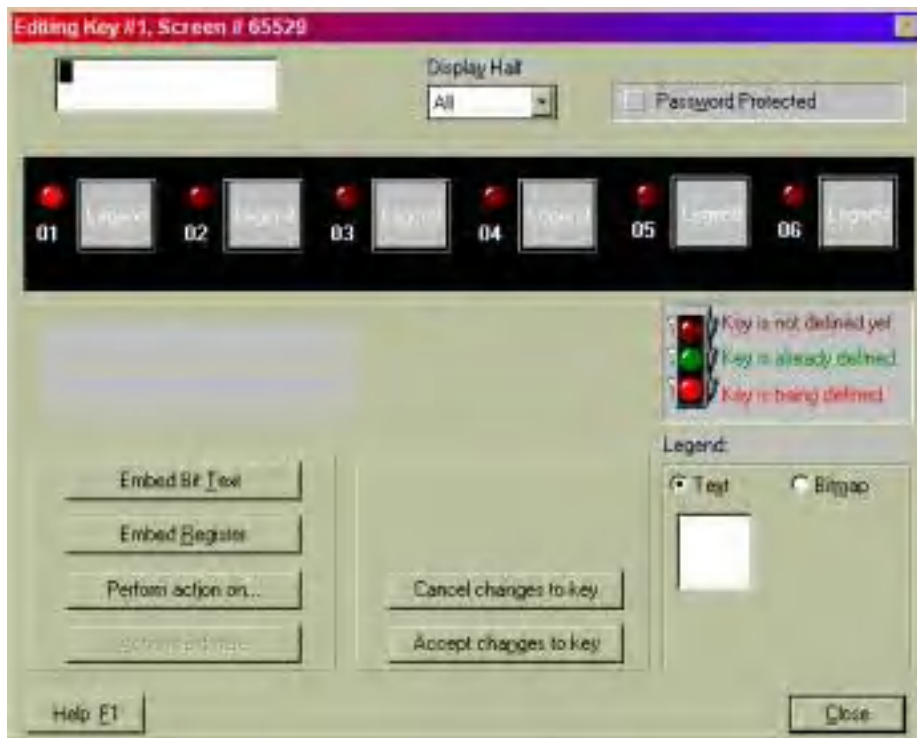 Editing Key #1, Screen # 65529
Display Half
All
Password Protected
Legend Legend Legend Legend Legend Legend
01 02 03 04 05 06
Key is not defined yet
Key is already defined
Key is being defined
Legend:
Embed Bit Text
Text Bitmap
Embed Register
Perform action on...
Cancel changes to key
Accept changes to key
Help F1
Close